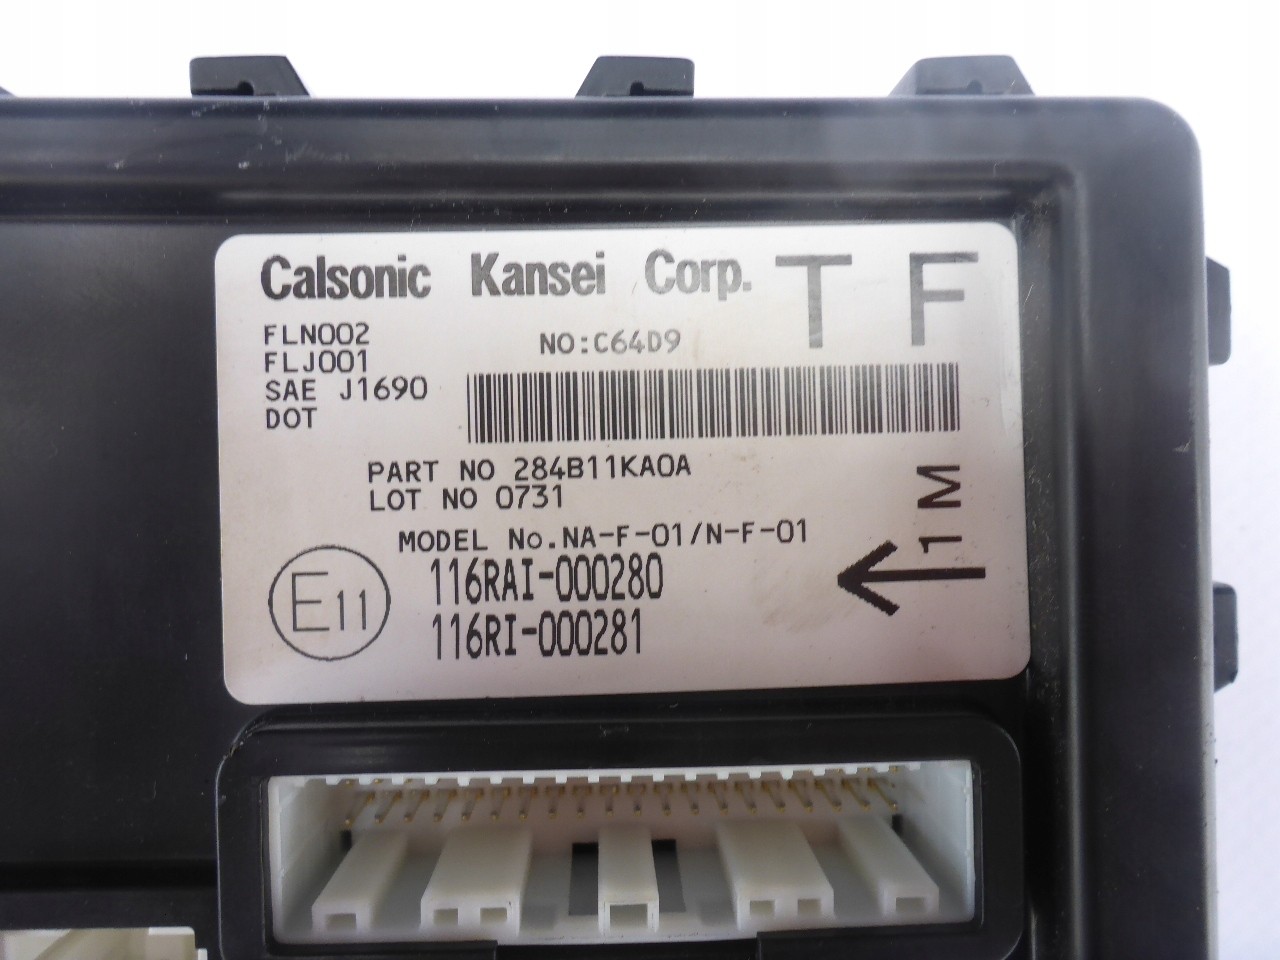 Calsonic Kansei Corp. TF
FLN002
NO:C64D9
FLJ001
SAE J1690
DOT
PART NO 284B11KA0A
LOT NO 0731
1M
MODEL No.NA-F-01/N-F-01
E11
116RAI-000280
116RI-000281